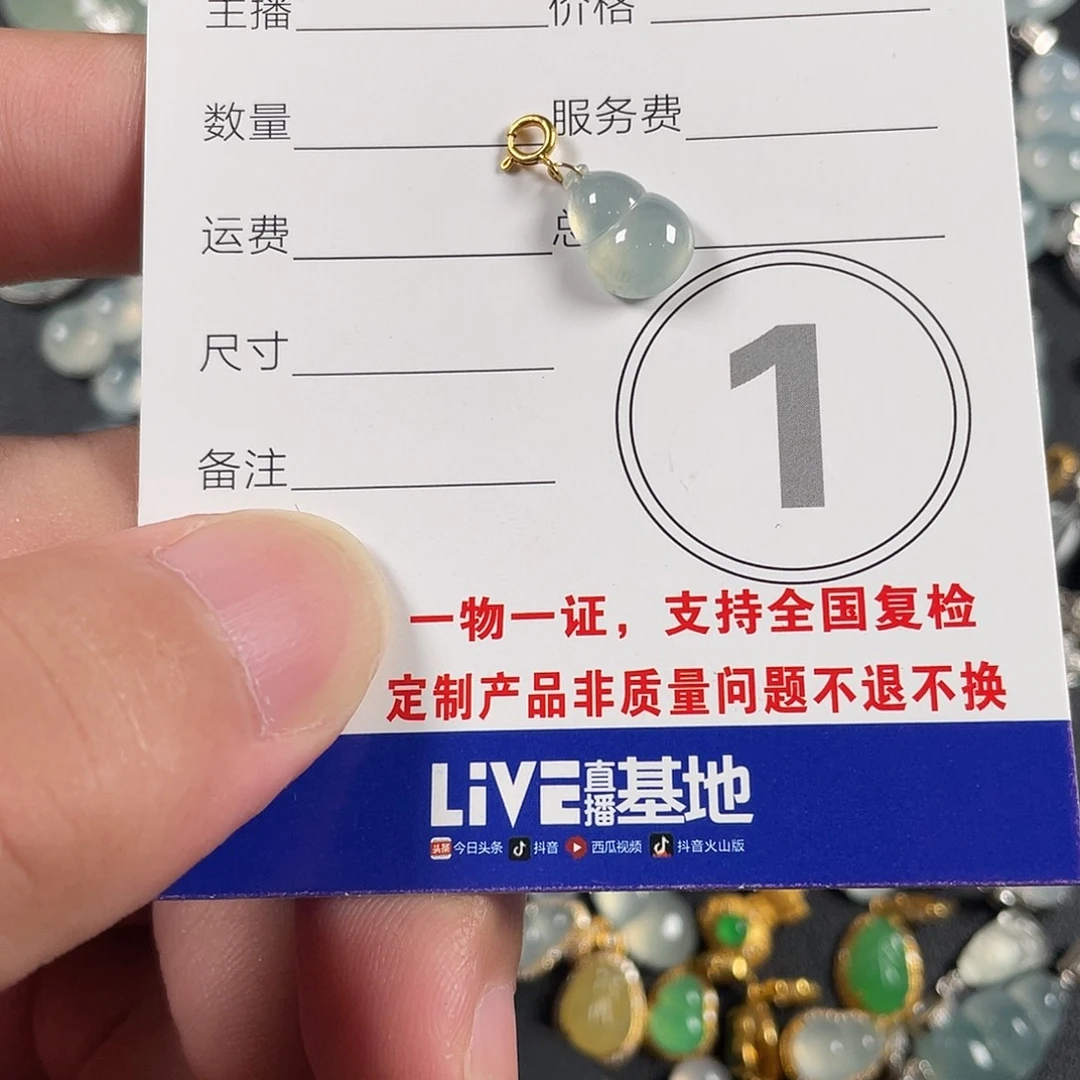 主播 价格
数量 服务费
运费 总
尺寸
备注
1
一物一证，支持全国复检
定制产品非质量问题不退不换
LiVE直播基地
头条 今日头条 抖音 西瓜视频 抖音火山版